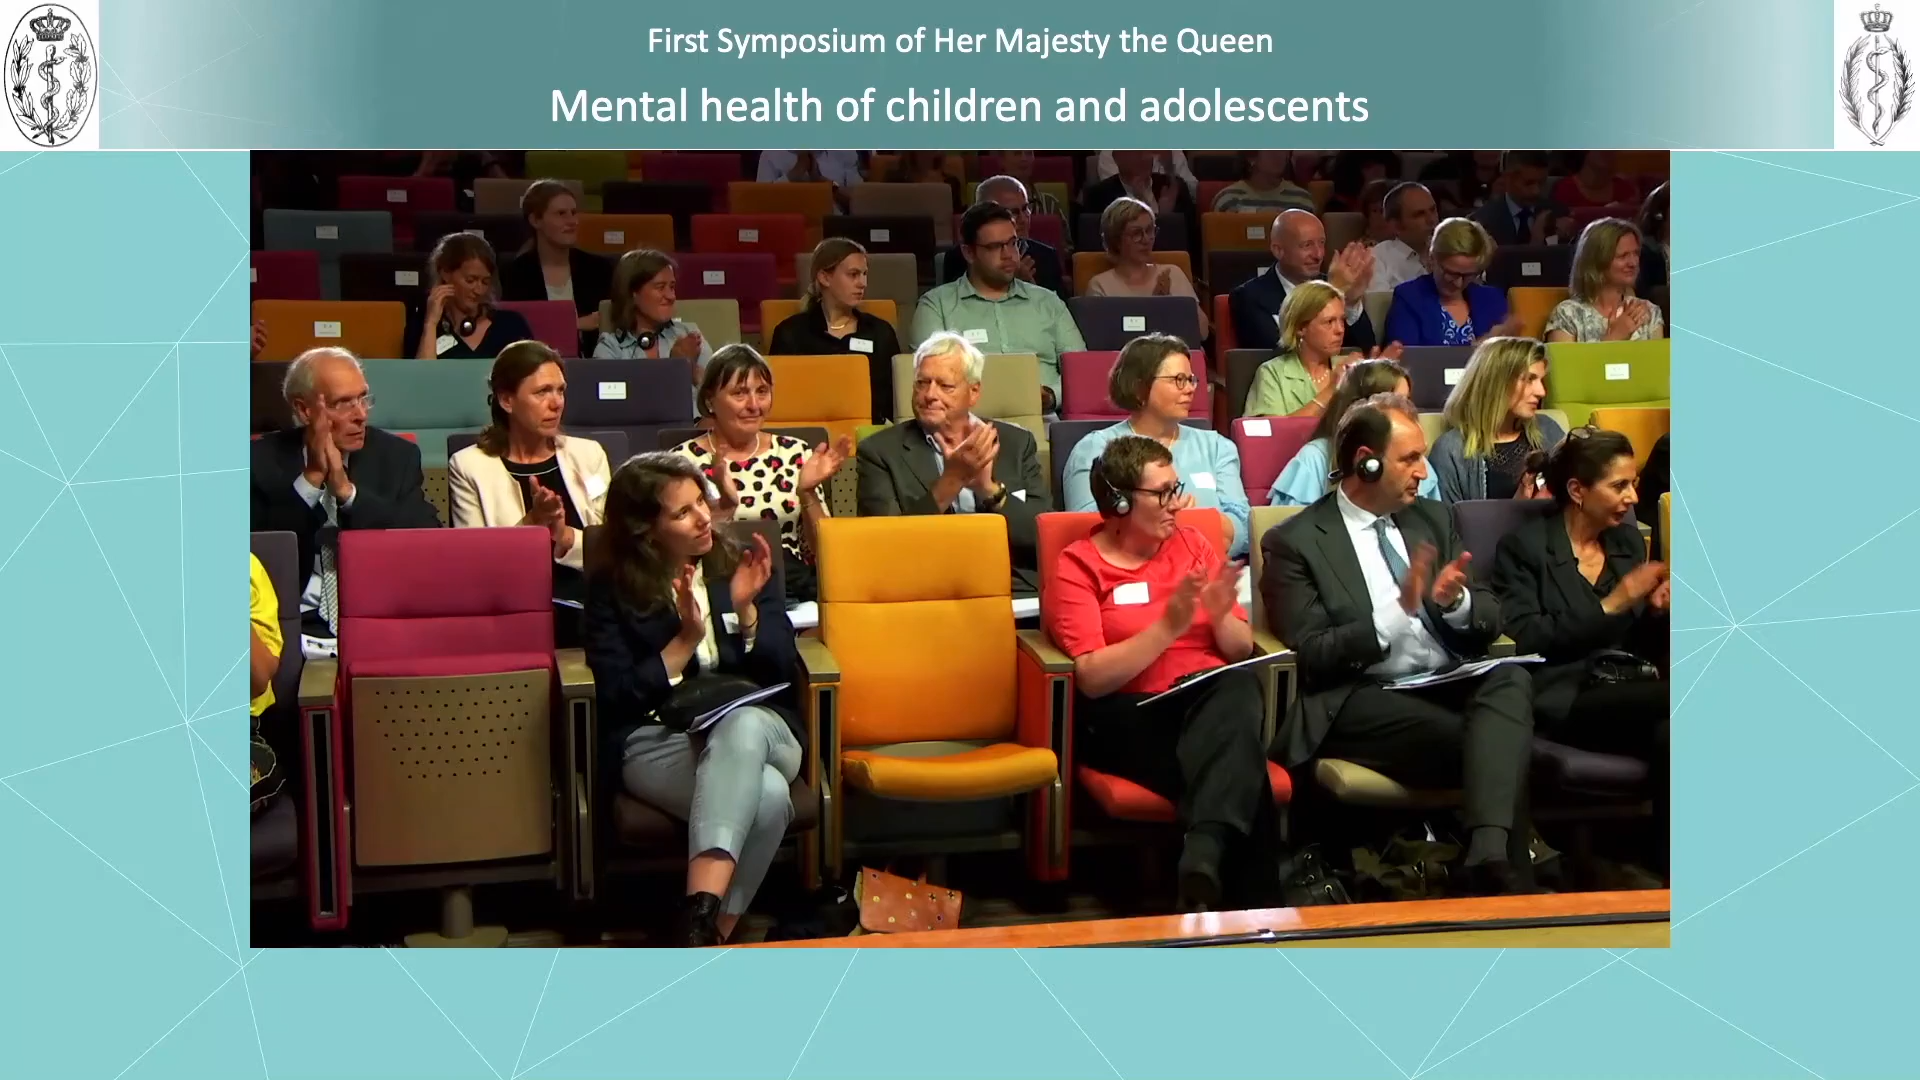 First Symposium of Her Majesty the Queen
Mental health of children and adolescents